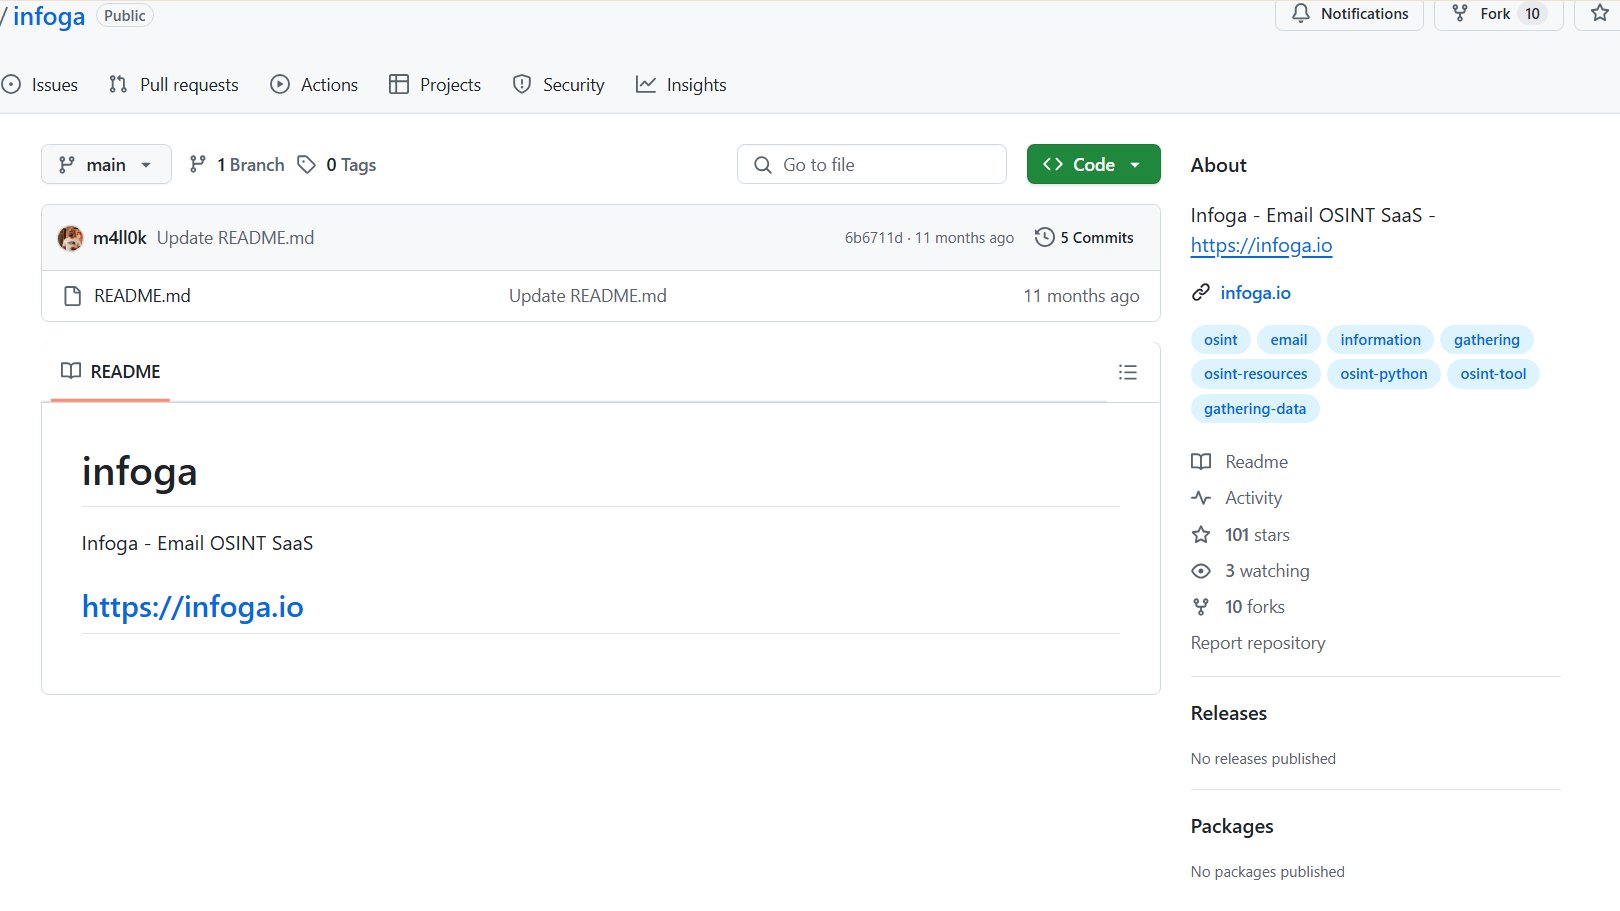 / infoga Public Notifications Fork 10
Issues Pull requests Actions Projects Security Insights
main 1 Branch 0 Tags Go to file Code
m4ll0k Update README.md 6b6711d · 11 months ago 5 Commits
README.md Update README.md 11 months ago
README
infoga
Infoga - Email OSINT SaaS
https://infoga.io
About
Infoga - Email OSINT SaaS -
https://infoga.io
infoga.io
osint email information gathering
osint-resources osint-python osint-tool
gathering-data
Readme
Activity
101 stars
3 watching
10 forks
Report repository
Releases
No releases published
Packages
No packages published